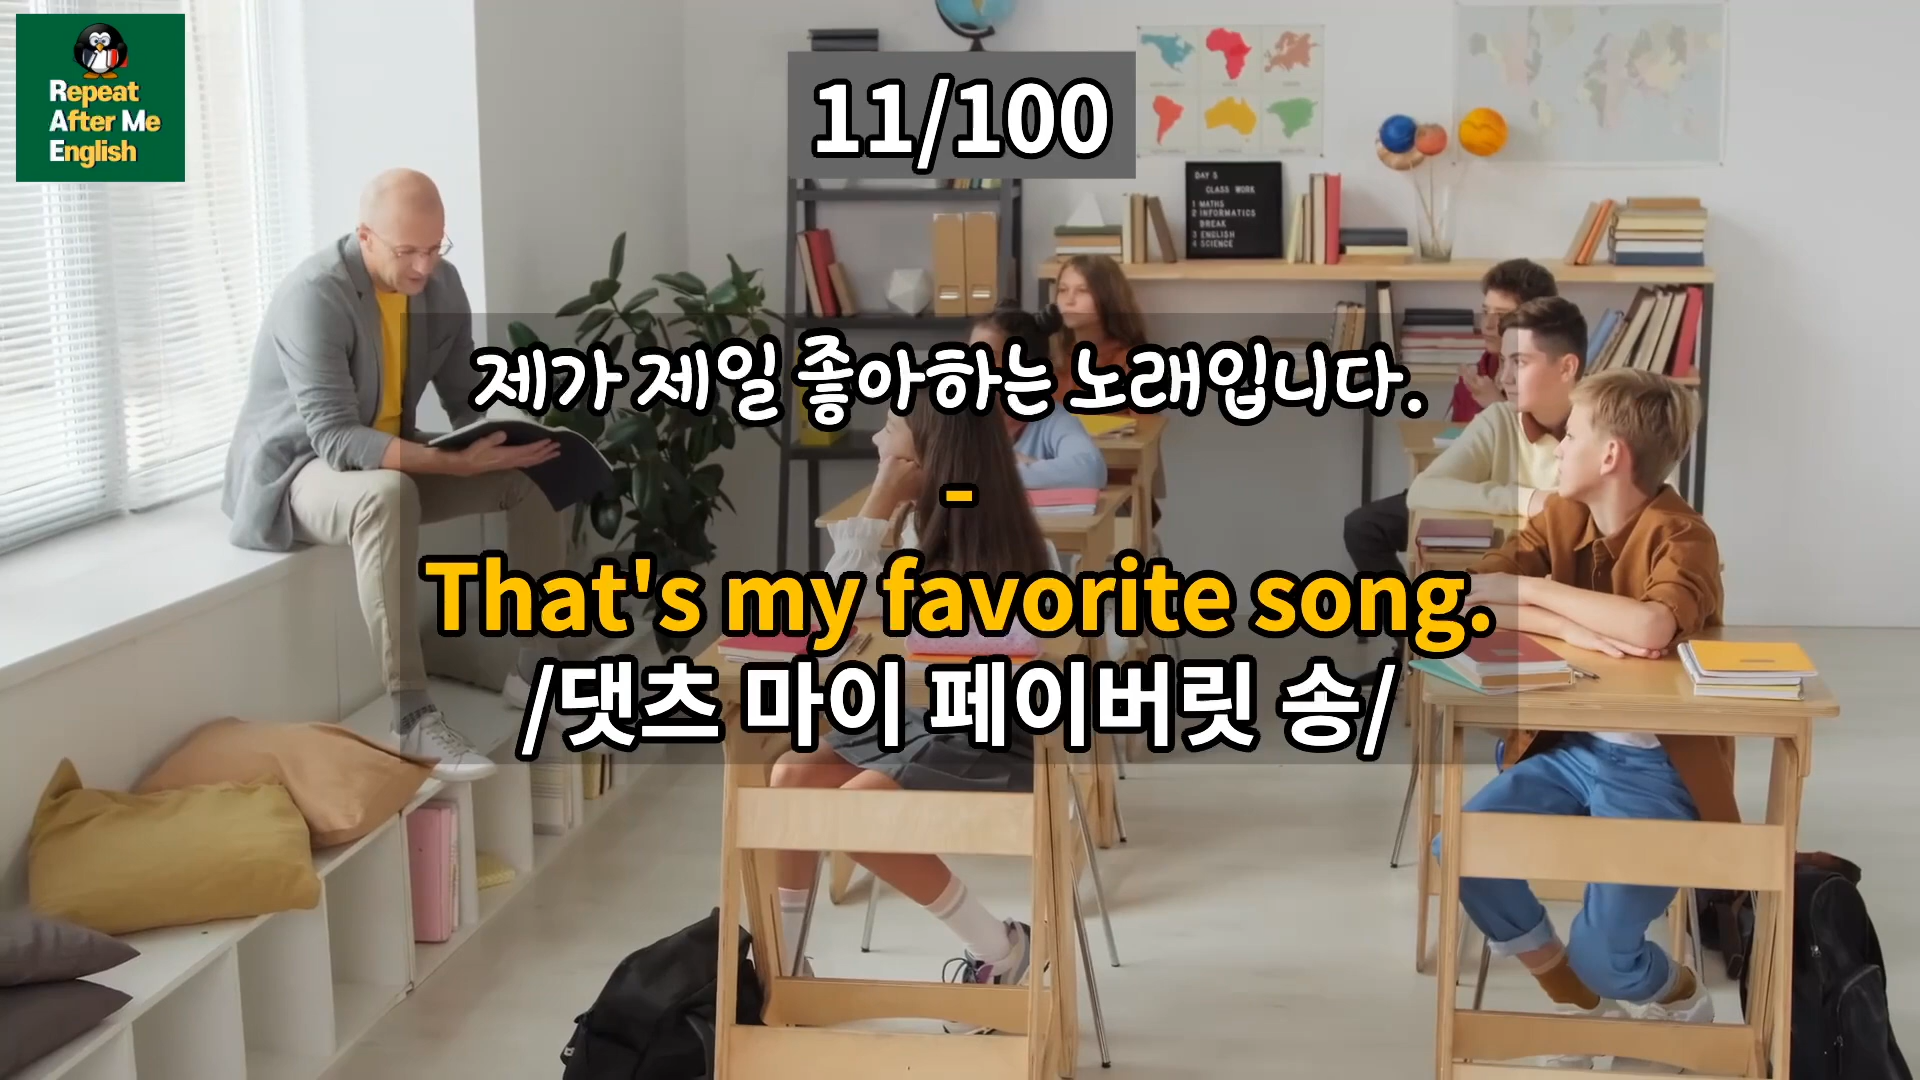 Repeat
After Me
English
11/100
DAY 5
CLASS WORK
1 MATHS
2 INFORMATICS
BREAK
3 ENGLISH
4 SCIENCE
제가 제일 좋아하는 노래입니다.
-
That's my favorite song.
/댓츠 마이 페이버릿 송/